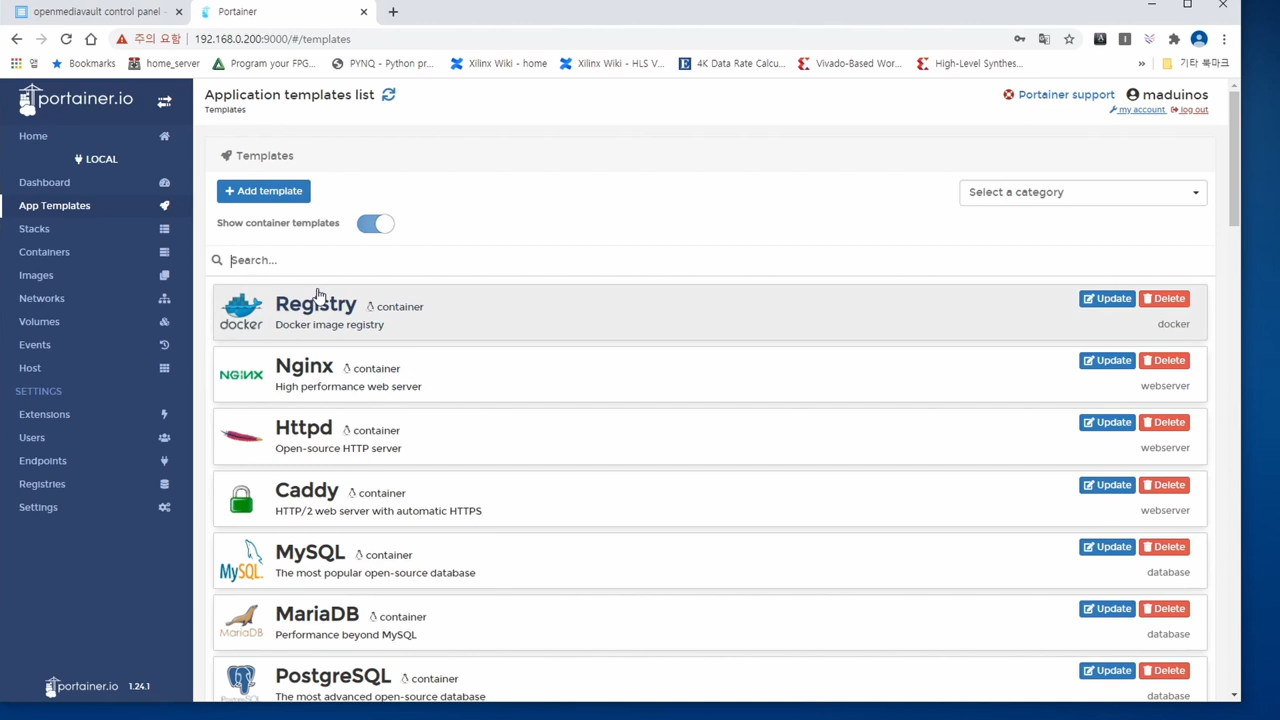 openmediavault control panel -
Portainer
주의 요함 192.168.0.200:9000/#/templates
앱 Bookmarks home_server Program your FPG... PYNQ - Python pr... Xilinx Wiki - home Xilinx Wiki - HLS V... 4K Data Rate Calcu... Vivado-Based Wor... High-Level Synthes... » 기타 북마크
portainer.io
Home
LOCAL
Dashboard
App Templates
Stacks
Containers
Images
Networks
Volumes
Events
Host
SETTINGS
Extensions
Users
Endpoints
Registries
Settings
portainer.io 1.24.1
Application templates list
Templates
Portainer support maduinos
my account log out
Templates
+ Add template
Select a category
Show container templates
Search...
docker
Registry container
Docker image registry
Update Delete
docker
NGINX
Nginx container
High performance web server
Update Delete
webserver
Httpd container
Open-source HTTP server
Update Delete
webserver
Caddy container
HTTP/2 web server with automatic HTTPS
Update Delete
webserver
MySQL
MySQL container
The most popular open-source database
Update Delete
database
MariaDB
MariaDB container
Performance beyond MySQL
Update Delete
database
PostgreSQL container
The most advanced open-source database
Update Delete
database